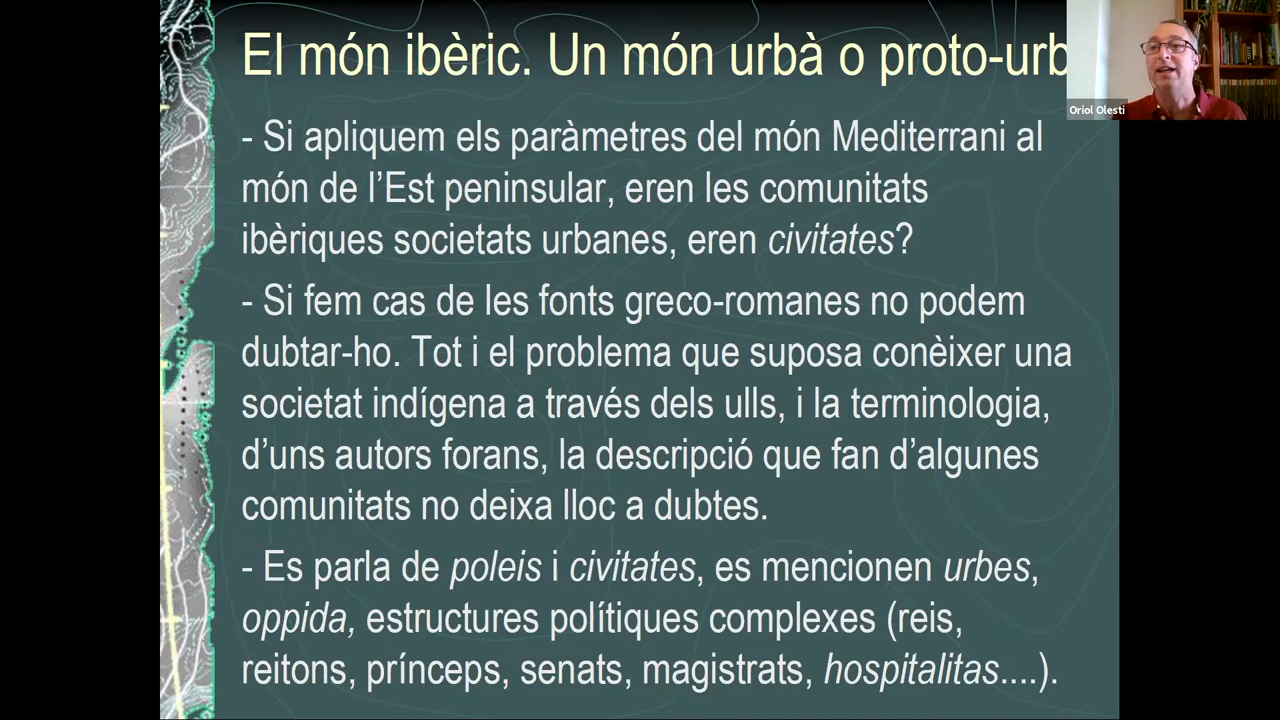 El món ibèric. Un món urbà o proto-urb
Oriol Olesti
- Si apliquem els paràmetres del món Mediterrani al
món de l’Est peninsular, eren les comunitats
ibèriques societats urbanes, eren civitates?
- Si fem cas de les fonts greco-romanes no podem
dubtar-ho. Tot i el problema que suposa conèixer una
societat indígena a través dels ulls, i la terminologia,
d’uns autors forans, la descripció que fan d’algunes
comunitats no deixa lloc a dubtes.
- Es parla de poleis i civitates, es mencionen urbes,
oppida, estructures polítiques complexes (reis,
reitons, prínceps, senats, magistrats, hospitalitas....).